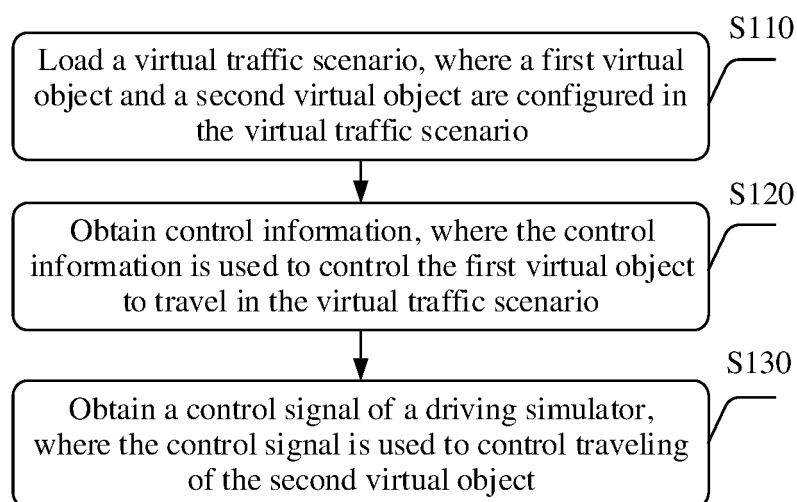 S110
Load a virtual traffic scenario, where a first virtual
object and a second virtual object are configured in
the virtual traffic scenario
S120
Obtain control information, where the control
information is used to control the first virtual object
to travel in the virtual traffic scenario
S130
Obtain a control signal of a driving simulator,
where the control signal is used to control traveling
of the second virtual object